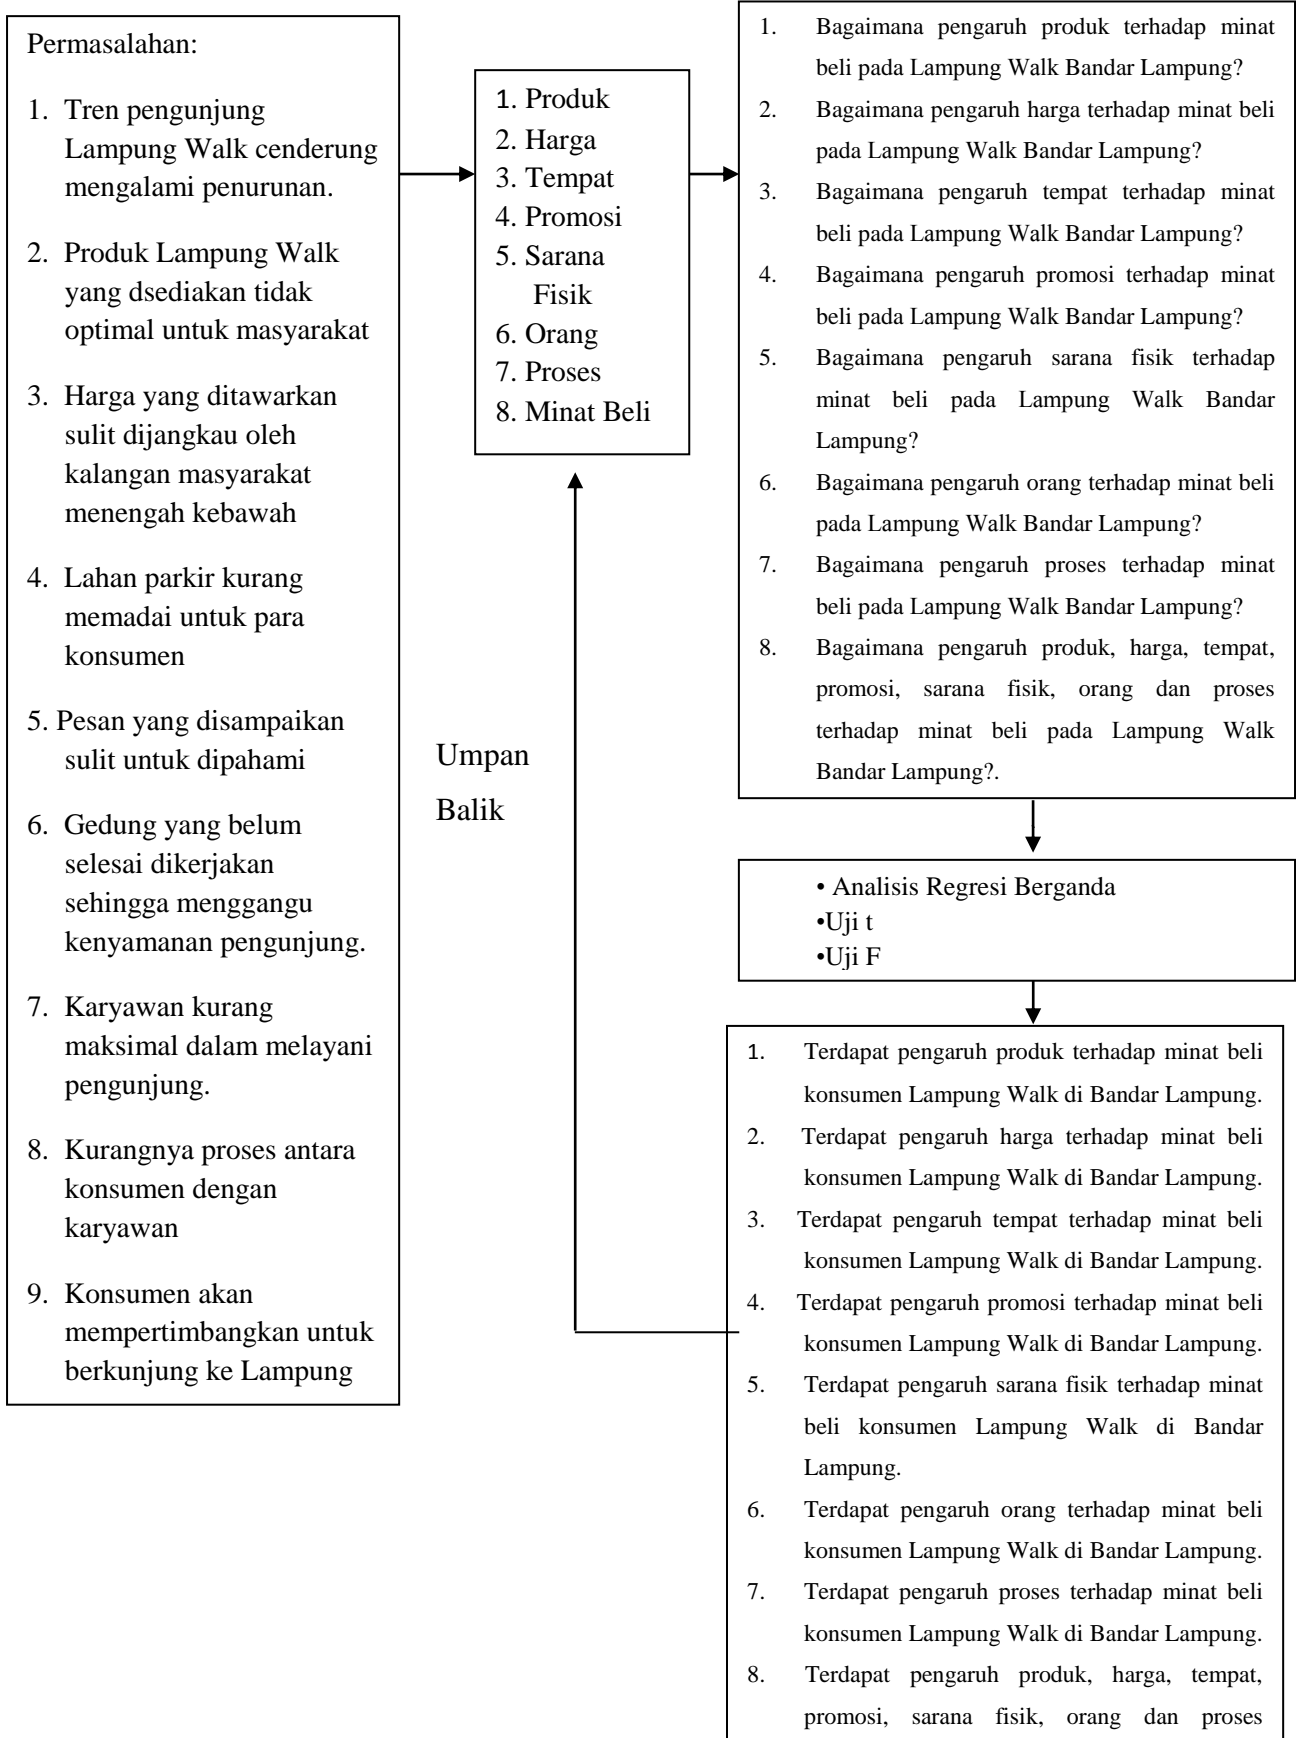 Permasalahan:
1. Tren pengunjung
Lampung Walk cenderung
mengalami penurunan.
2. Produk Lampung Walk
yang dsediakan tidak
optimal untuk masyarakat
3. Harga yang ditawarkan
sulit dijangkau oleh
kalangan masyarakat
menengah kebawah
4. Lahan parkir kurang
memadai untuk para
konsumen
5. Pesan yang disampaikan
sulit untuk dipahami
6. Gedung yang belum
selesai dikerjakan
sehingga menggangu
kenyamanan pengunjung.
7. Karyawan kurang
maksimal dalam melayani
pengunjung.
8. Kurangnya proses antara
konsumen dengan
karyawan
9. Konsumen akan
mempertimbangkan untuk
berkunjung ke Lampung
1. Produk
2. Harga
3. Tempat
4. Promosi
5. Sarana
Fisik
6. Orang
7. Proses
8. Minat Beli
Umpan
Balik
1. Bagaimana pengaruh produk terhadap minat
beli pada Lampung Walk Bandar Lampung?
2. Bagaimana pengaruh harga terhadap minat beli
pada Lampung Walk Bandar Lampung?
3. Bagaimana pengaruh tempat terhadap minat
beli pada Lampung Walk Bandar Lampung?
4. Bagaimana pengaruh promosi terhadap minat
beli pada Lampung Walk Bandar Lampung?
5. Bagaimana pengaruh sarana fisik terhadap
minat beli pada Lampung Walk Bandar
Lampung?
6. Bagaimana pengaruh orang terhadap minat beli
pada Lampung Walk Bandar Lampung?
7. Bagaimana pengaruh proses terhadap minat
beli pada Lampung Walk Bandar Lampung?
8. Bagaimana pengaruh produk, harga, tempat,
promosi, sarana fisik, orang dan proses
terhadap minat beli pada Lampung Walk
Bandar Lampung?.
• Analisis Regresi Berganda
•Uji t
•Uji F
1. Terdapat pengaruh produk terhadap minat beli
konsumen Lampung Walk di Bandar Lampung.
2. Terdapat pengaruh harga terhadap minat beli
konsumen Lampung Walk di Bandar Lampung.
3. Terdapat pengaruh tempat terhadap minat beli
konsumen Lampung Walk di Bandar Lampung.
4. Terdapat pengaruh promosi terhadap minat beli
konsumen Lampung Walk di Bandar Lampung.
5. Terdapat pengaruh sarana fisik terhadap minat
beli konsumen Lampung Walk di Bandar
Lampung.
6. Terdapat pengaruh orang terhadap minat beli
konsumen Lampung Walk di Bandar Lampung.
7. Terdapat pengaruh proses terhadap minat beli
konsumen Lampung Walk di Bandar Lampung.
8. Terdapat pengaruh produk, harga, tempat,
promosi, sarana fisik, orang dan proses